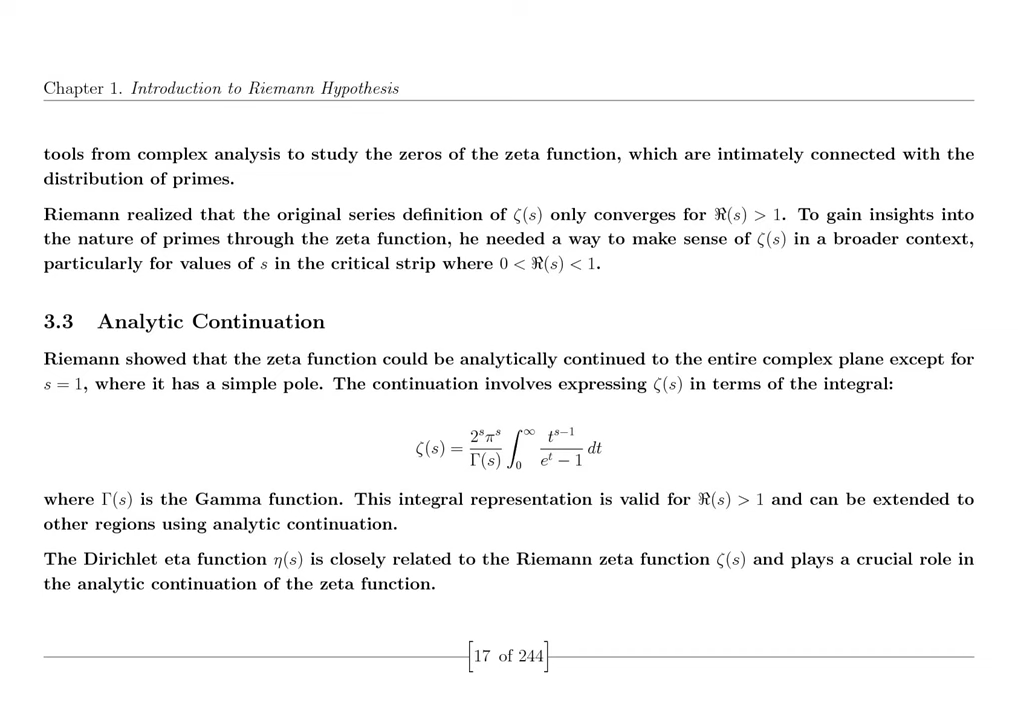 Chapter 1. Introduction to Riemann Hypothesis
tools from complex analysis to study the zeros of the zeta function, which are intimately connected with the
distribution of primes.
Riemann realized that the original series definition of ζ(s) only converges for ℜ(s) > 1. To gain insights into
the nature of primes through the zeta function, he needed a way to make sense of ζ(s) in a broader context,
particularly for values of s in the critical strip where 0 < ℜ(s) < 1.
3.3 Analytic Continuation
Riemann showed that the zeta function could be analytically continued to the entire complex plane except for
s = 1, where it has a simple pole. The continuation involves expressing ζ(s) in terms of the integral:
ζ(s) = 2^s π^s / Γ(s) ∫_0^∞ t^{s−1} / (e^t − 1) dt
where Γ(s) is the Gamma function. This integral representation is valid for ℜ(s) > 1 and can be extended to
other regions using analytic continuation.
The Dirichlet eta function η(s) is closely related to the Riemann zeta function ζ(s) and plays a crucial role in
the analytic continuation of the zeta function.
[17 of 244]